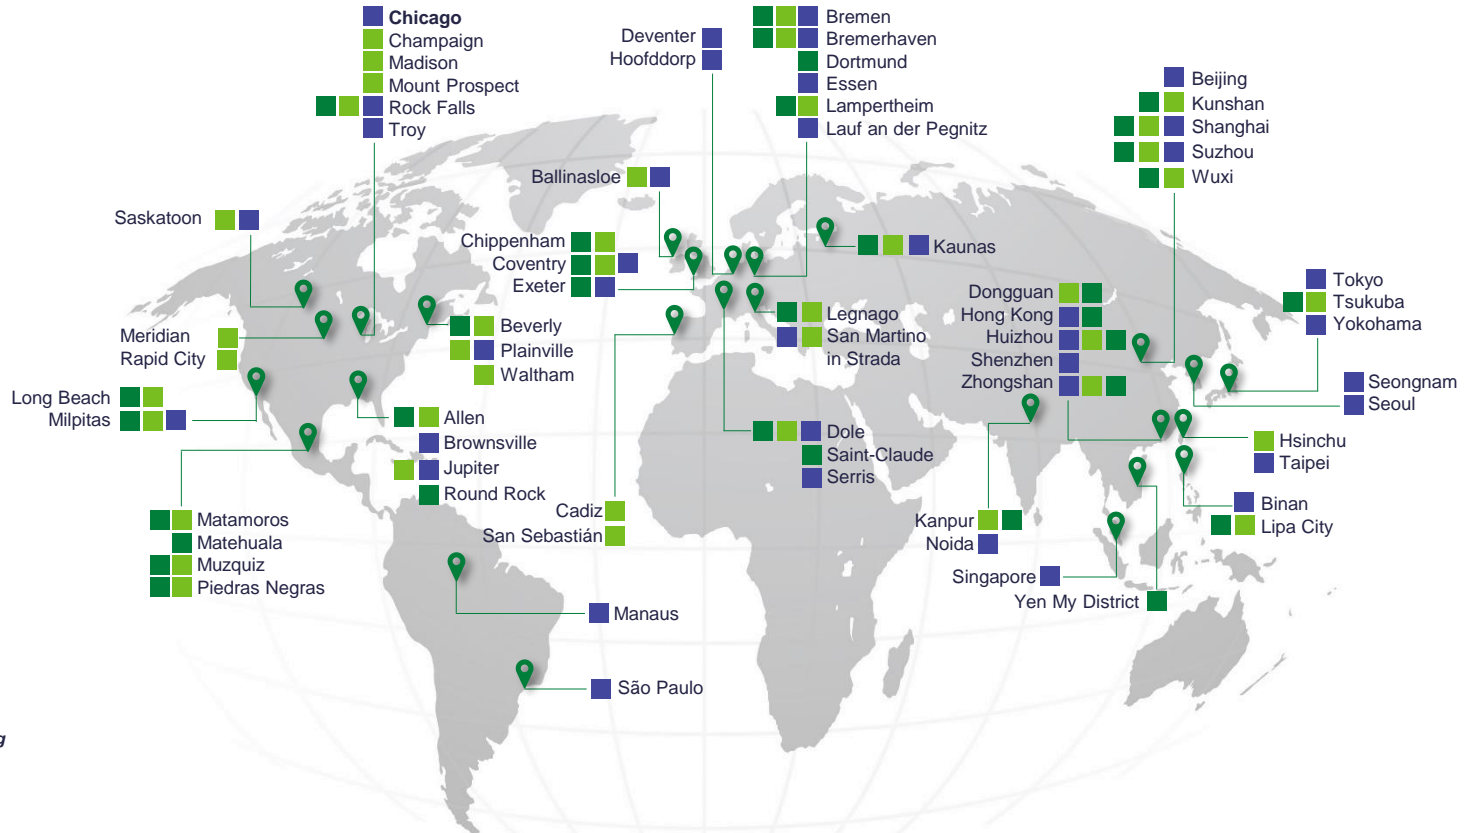 Chicago
Champaign
Madison
Mount Prospect
Rock Falls
Troy
Deventer
Hoofddorp
Bremen
Bremerhaven
Dortmund
Essen
Lampertheim
Lauf an der Pegnitz
Beijing
Kunshan
Shanghai
Suzhou
Wuxi
Ballinasloe
Saskatoon
Chippenham
Coventry
Exeter
Kaunas
Tokyo
Tsukuba
Yokohama
Dongguan
Hong Kong
Huizhou
Shenzhen
Zhongshan
Meridian
Rapid City
Beverly
Plainville
Waltham
Legnago
San Martino
in Strada
Long Beach
Milpitas
Seongnam
Seoul
Allen
Brownsville
Jupiter
Round Rock
Dole
Saint-Claude
Serris
Hsinchu
Taipei
Matamoros
Matehuala
Muzquiz
Piedras Negras
Cadiz
San Sebastián
Kanpur
Noida
Binan
Lipa City
Singapore
Yen My District
Manaus
São Paulo
g